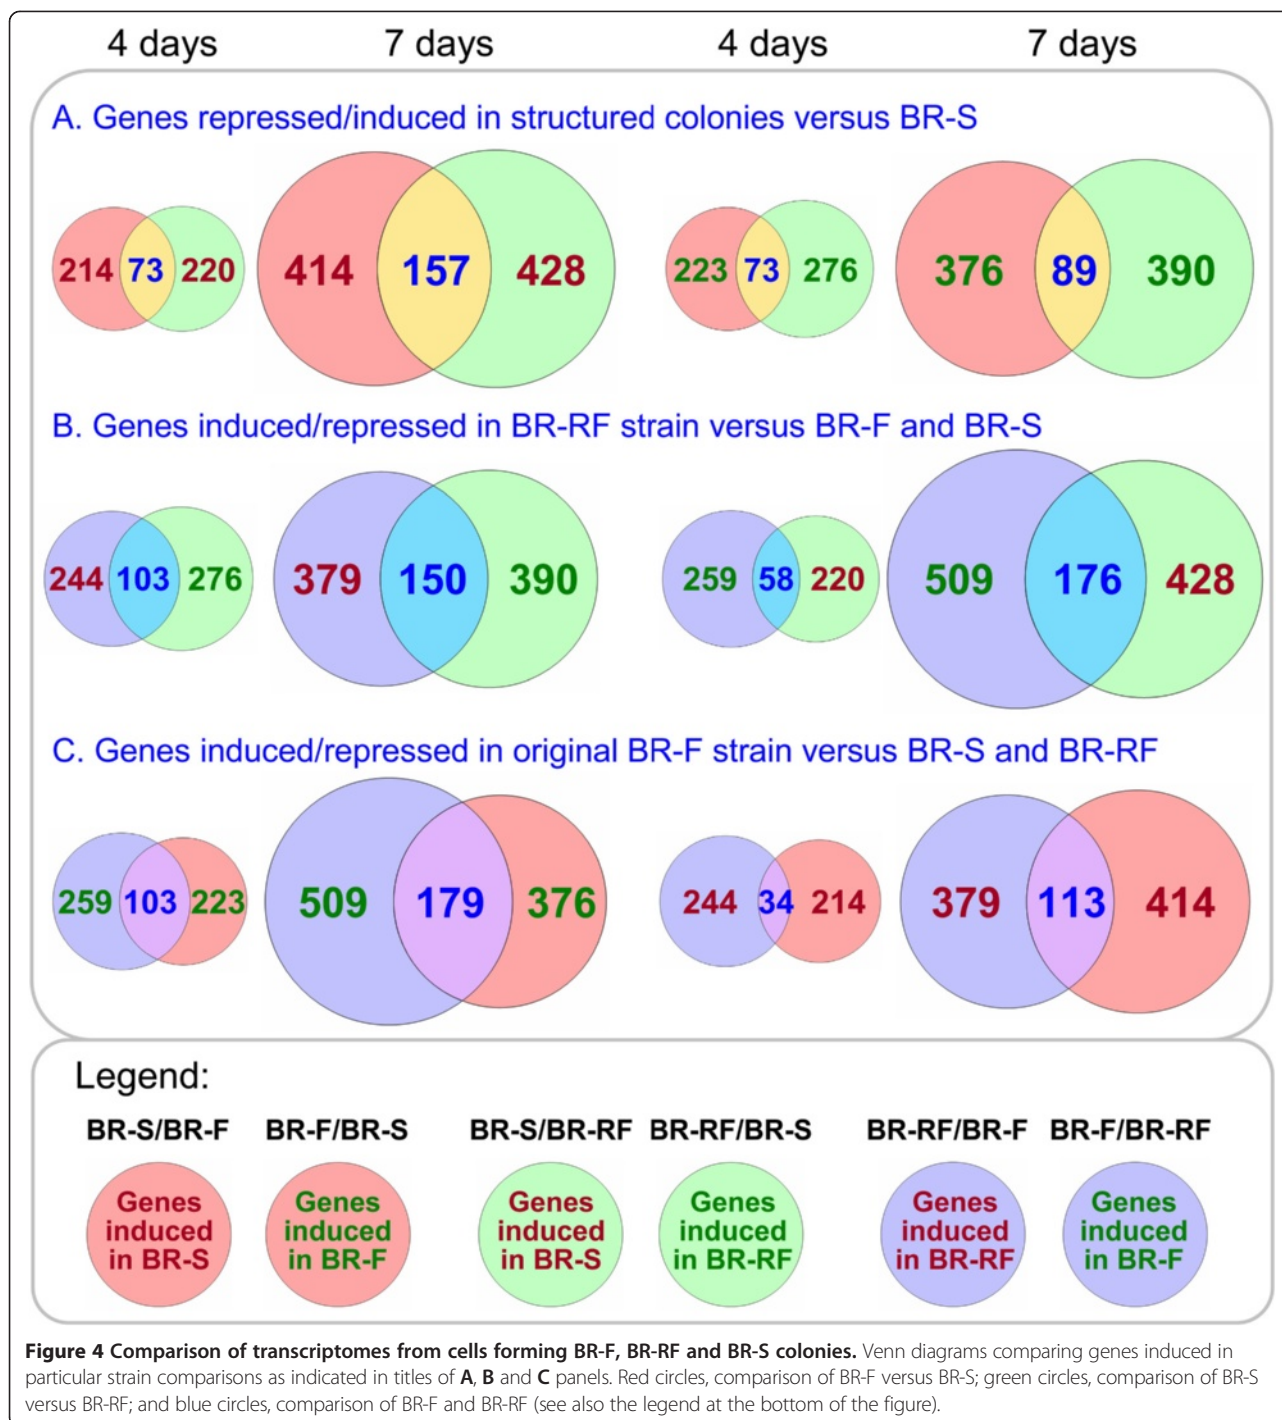 4 days 7 days 4 days 7 days
A. Genes repressed/induced in structured colonies versus BR-S
214 73 220 414 157 428 223 73 276 376 89 390
B. Genes induced/repressed in BR-RF strain versus BR-F and BR-S
244 103 276 379 150 390 259 58 220 509 176 428
C. Genes induced/repressed in original BR-F strain versus BR-S and BR-RF
259 103 223 509 179 376 244 34 214 379 113 414
Legend:
BR-S/BR-F BR-F/BR-S BR-S/BR-RF BR-RF/BR-S BR-RF/BR-F BR-F/BR-RF
Genes Genes Genes Genes Genes Genes
induced induced induced induced induced induced
in BR-S in BR-F in BR-S in BR-RF in BR-RF in BR-F
Figure 4 Comparison of transcriptomes from cells forming BR-F, BR-RF and BR-S colonies. Venn diagrams comparing genes induced in
particular strain comparisons as indicated in titles of A, B and C panels. Red circles, comparison of BR-F versus BR-S; green circles, comparison of BR-S
versus BR-RF; and blue circles, comparison of BR-F and BR-RF (see also the legend at the bottom of the figure).